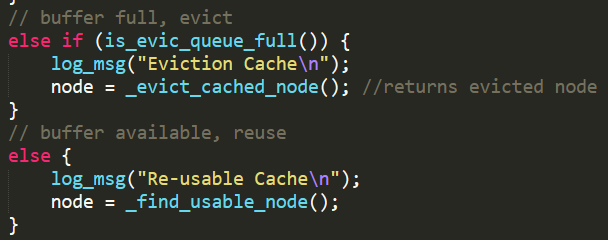 // buffer full, evict
else if (is_evic_queue_full()) {
log_msg("Eviction Cache\n");
node = _evict_cached_node(); //returns evicted node
}
// buffer available, reuse
else {
log_msg("Re-usable Cache\n");
node = _find_usable_node();
}